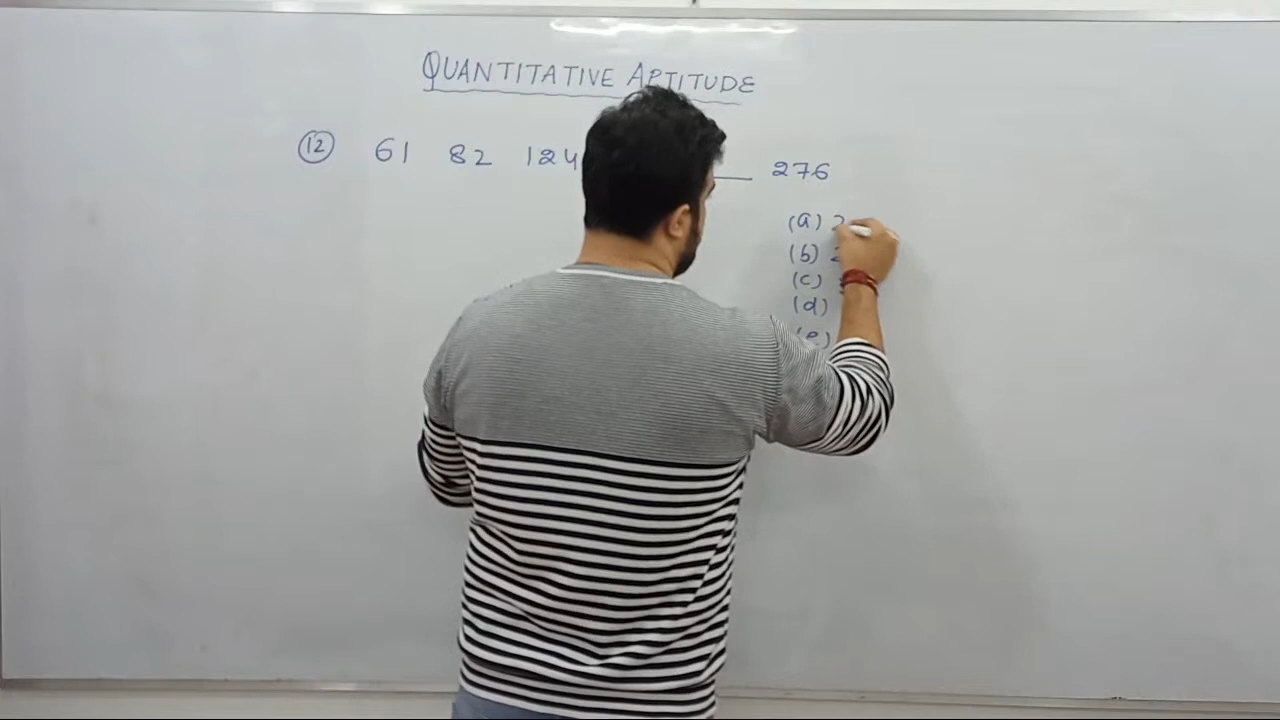 QUANTITATIVE APTITUDE
12 61 82 124 ___ 276
(a)
(b)
(c)
(d)
(e)